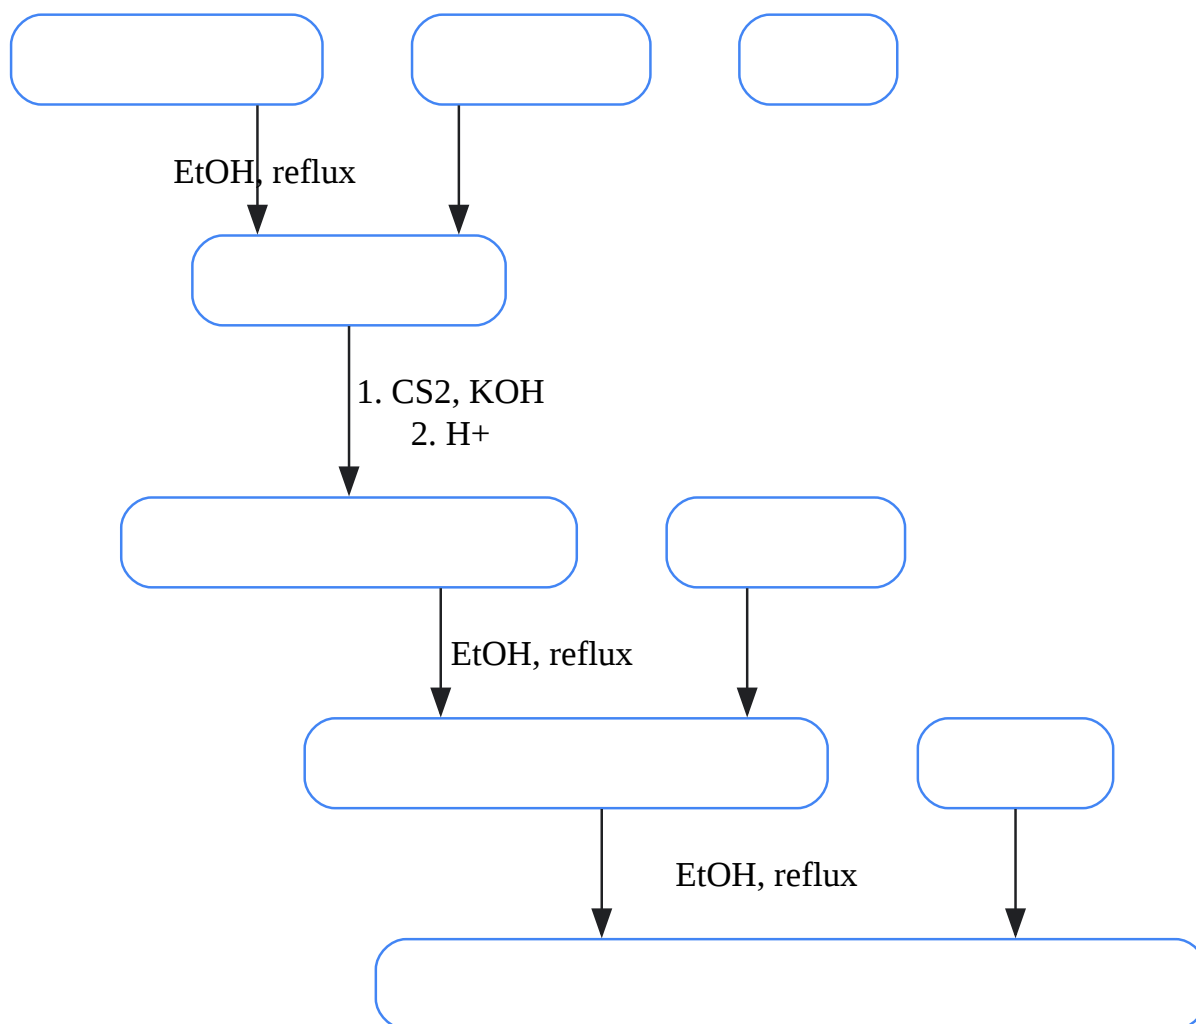 EtOH, reflux
1. CS2, KOH
2. H+
EtOH, reflux
EtOH, reflux